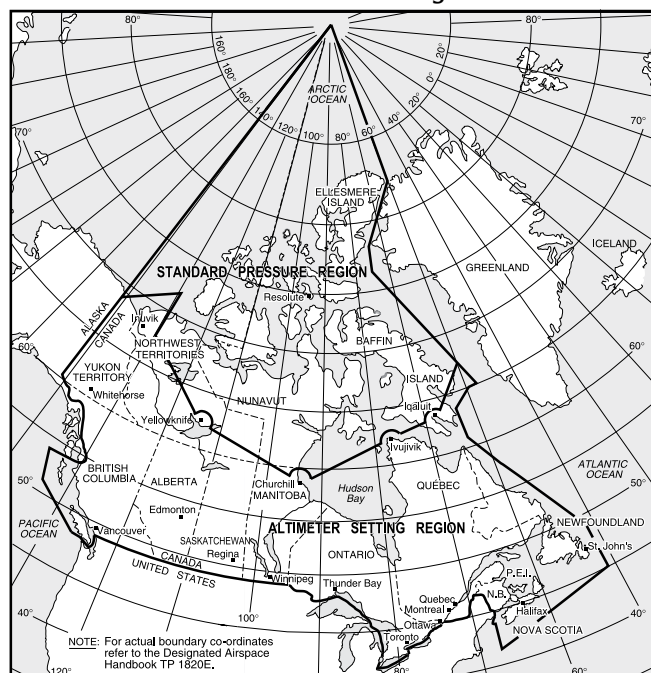 80°
80°
160°
160°
160°
140°
140°
120°
100°
80°
60°
40°
20°
0°
ARCTIC
OCEAN
70°
70°
ELLESMERE
ISLAND
ICELAND
GREENLAND
STANDARD PRESSURE REGION
Resolute
ALASKA
CANADA
Inuvik
NORTHWEST
TERRITORIES
BAFFIN
ISLAND
60°
60°
YUKON
TERRITORY
Whitehorse
NUNAVUT
Iqaluit
Yellowknife
Ivujivik
BRITISH
COLUMBIA
ALBERTA
Churchill
MANITOBA
Hudson
Bay
QUÉBEC
ATLANTIC
OCEAN
50°
50°
Edmonton
PACIFIC
OCEAN
Vancouver
SASKATCHEWAN
Regina
ALTIMETER SETTING REGION
NEWFOUNDLAND
St. John's
CANADA
UNITED STATES
ONTARIO
Winnipeg
Thunder Bay
P.E.I.
N.B.
Quebec
Montreal
Ottawa
Toronto
Halifax
NOVA SCOTIA
40°
40°
100°
NOTE: For actual boundary co-ordinates
refer to the Designated Airspace
Handbook TP 1820E.
120°
80°
60°